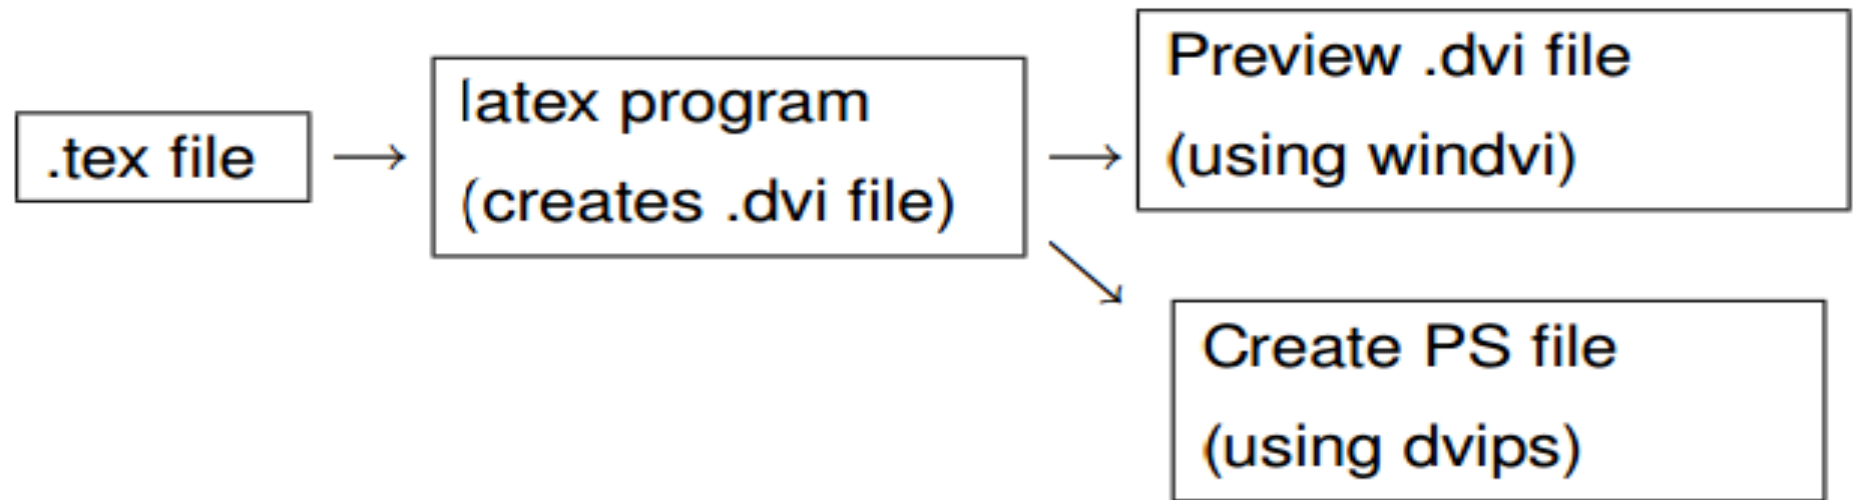 .tex file
latex program
(creates .dvi file)
Preview .dvi file
(using windvi)
Create PS file
(using dvips)